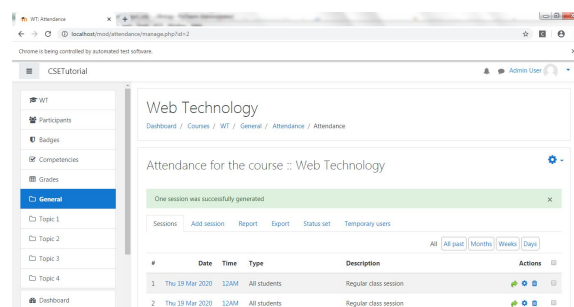 WT: Attendance
localhost/mod/attendance/manage.php?id=2
Chrome is being controlled by automated test software.
CSETutorial
Admin User
WT
Participants
Badges
Competencies
Grades
General
Topic 1
Topic 2
Topic 3
Topic 4
Dashboard
Web Technology
Dashboard / Courses / WT / General / Attendance / Attendance
Attendance for the course :: Web Technology
One session was successfully generated
Sessions Add session Report Export Status set Temporary users
All All past Months Weeks Days
# Date Time Type Description Actions
1 Thu 19 Mar 2020 12AM All students Regular class session
2 Thu 19 Mar 2020 12AM All students Regular class session